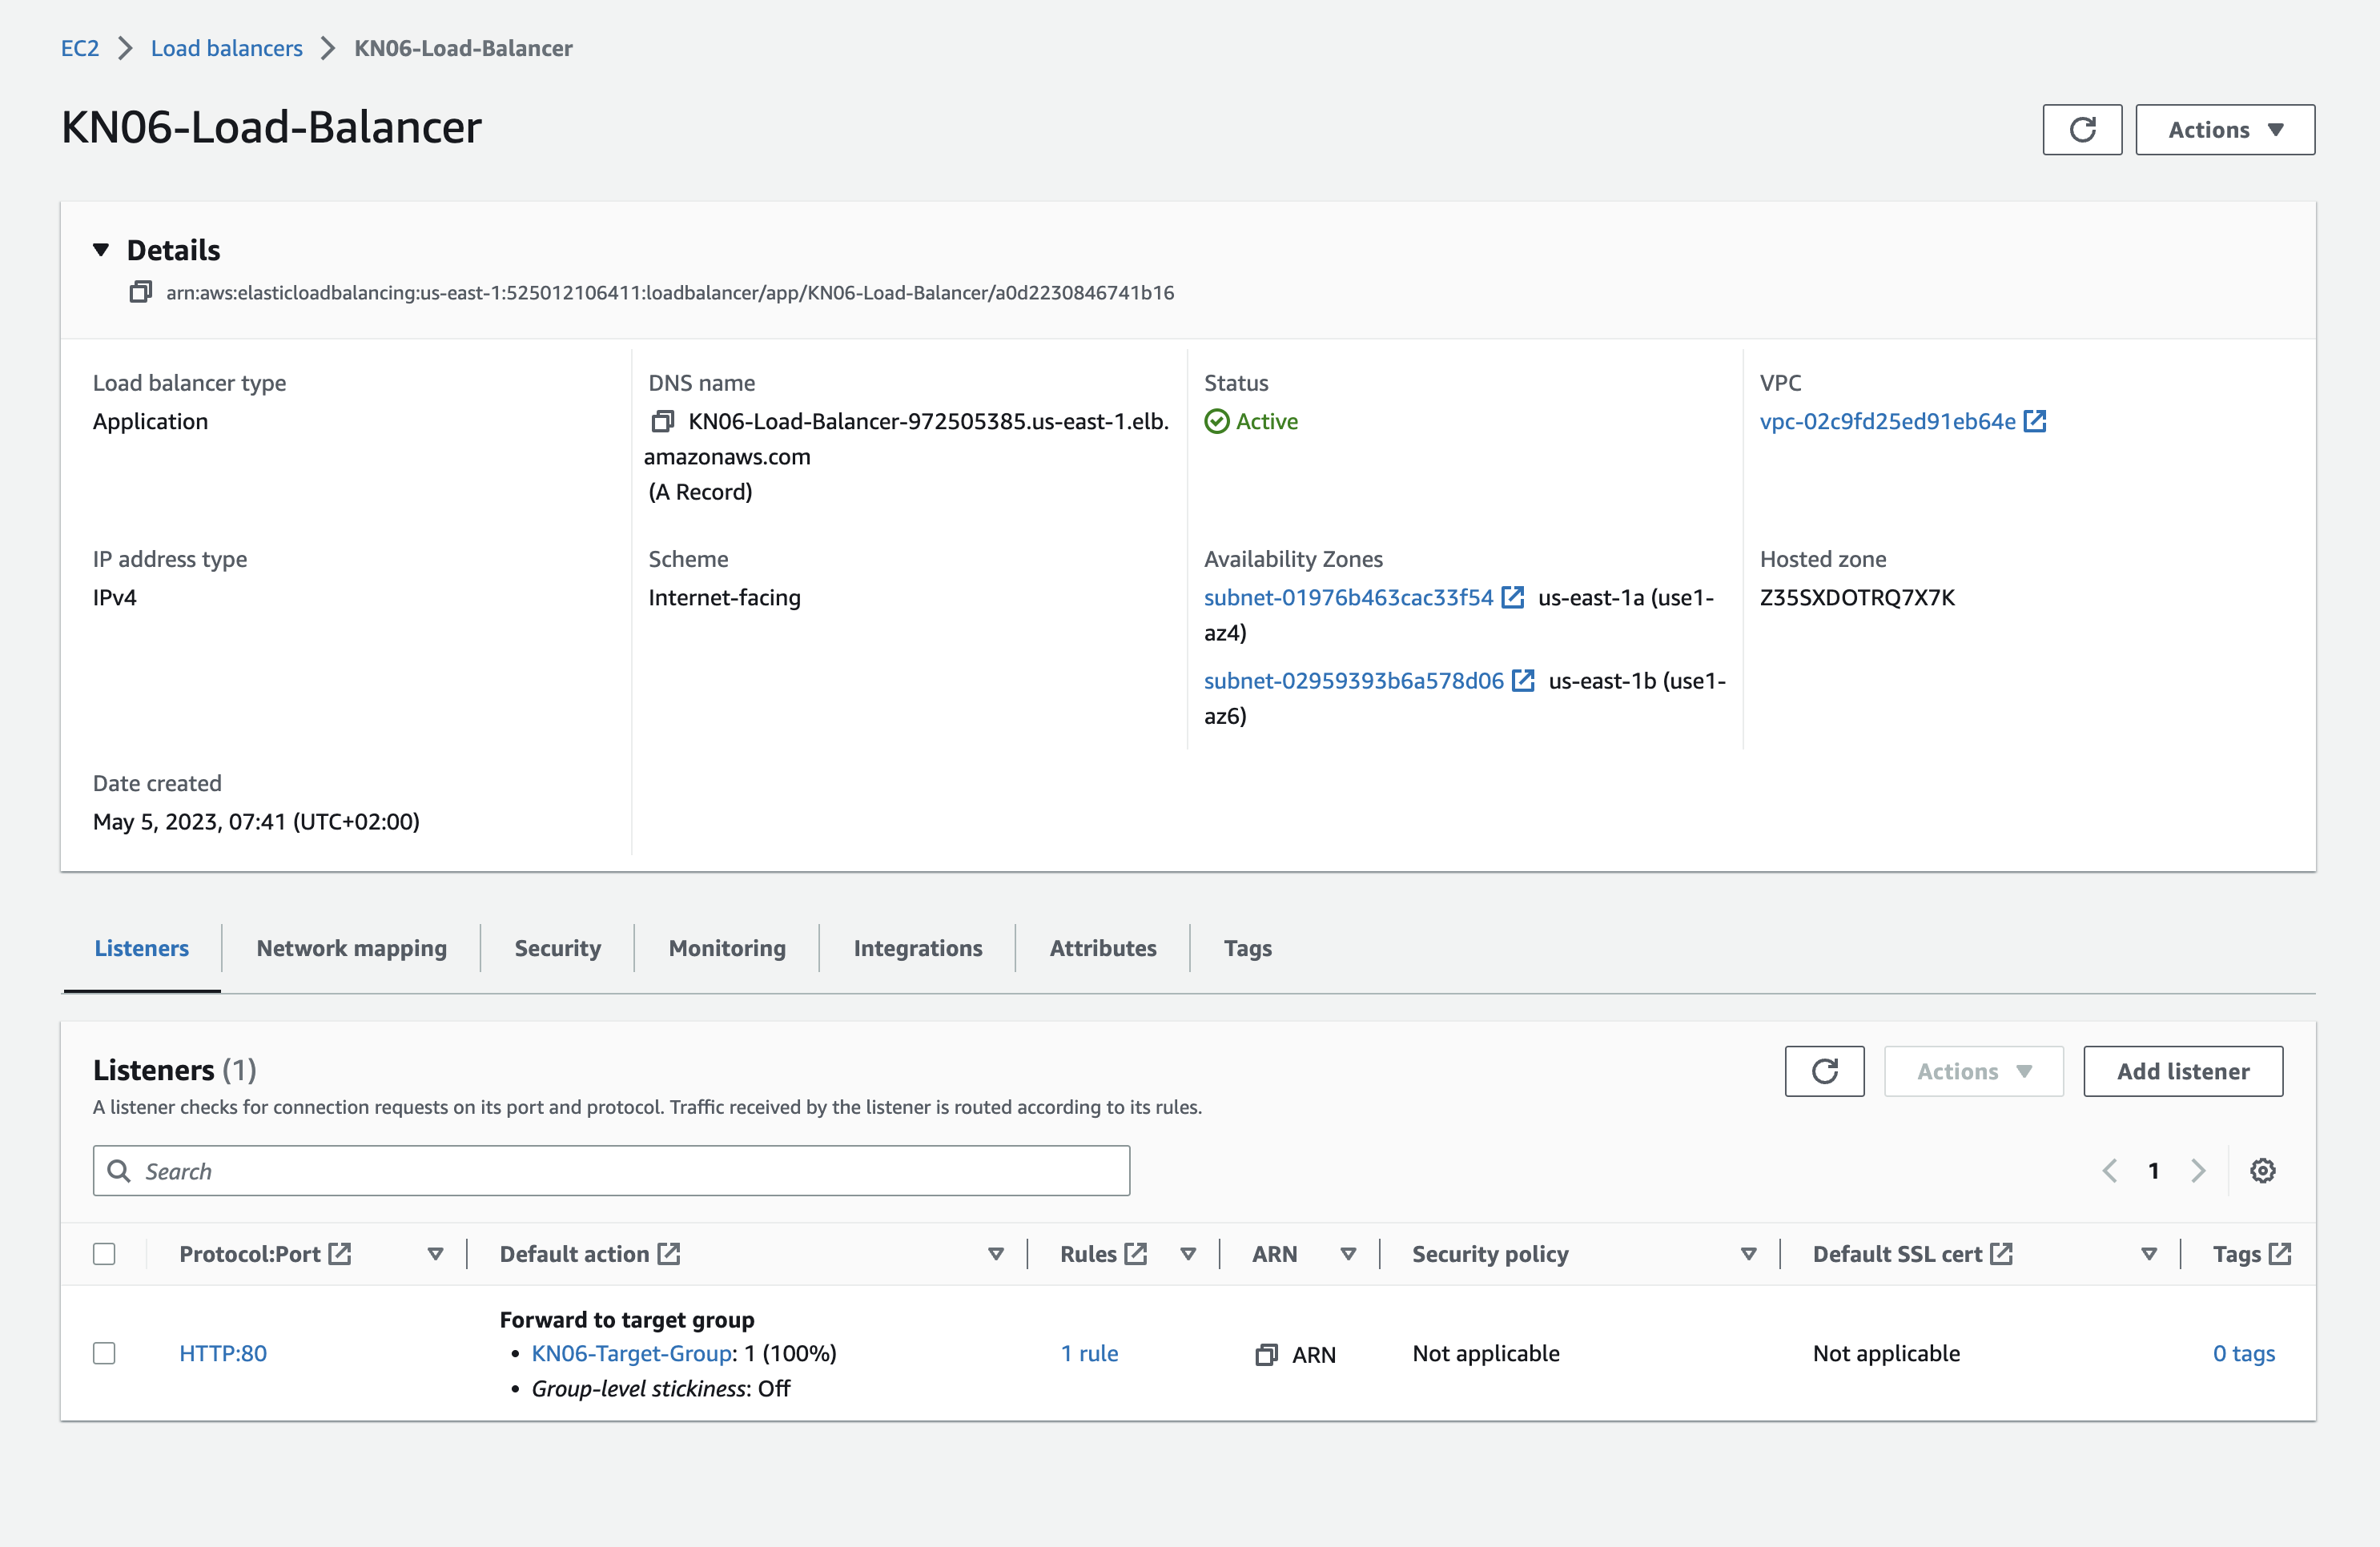 EC2 > Load balancers > KN06-Load-Balancer
KN06-Load-Balancer
Actions
Details
arn:aws:elasticloadbalancing:us-east-1:525012106411:loadbalancer/app/KN06-Load-Balancer/a0d2230846741b16
Load balancer type
Application
DNS name
KN06-Load-Balancer-972505385.us-east-1.elb.
amazonaws.com
(A Record)
Status
Active
VPC
vpc-02c9fd25ed91eb64e
IP address type
IPv4
Scheme
Internet-facing
Availability Zones
subnet-01976b463cac33f54 us-east-1a (use1-
az4)
subnet-02959393b6a578d06 us-east-1b (use1-
az6)
Hosted zone
Z35SXDOTRQ7X7K
Date created
May 5, 2023, 07:41 (UTC+02:00)
Listeners Network mapping Security Monitoring Integrations Attributes Tags
Listeners (1)
Actions Add listener
A listener checks for connection requests on its port and protocol. Traffic received by the listener is routed according to its rules.
Search
1
Protocol:Port Default action Rules ARN Security policy Default SSL cert Tags
Forward to target group
HTTP:80 • KN06-Target-Group: 1 (100%) 1 rule ARN Not applicable Not applicable 0 tags
• Group-level stickiness: Off